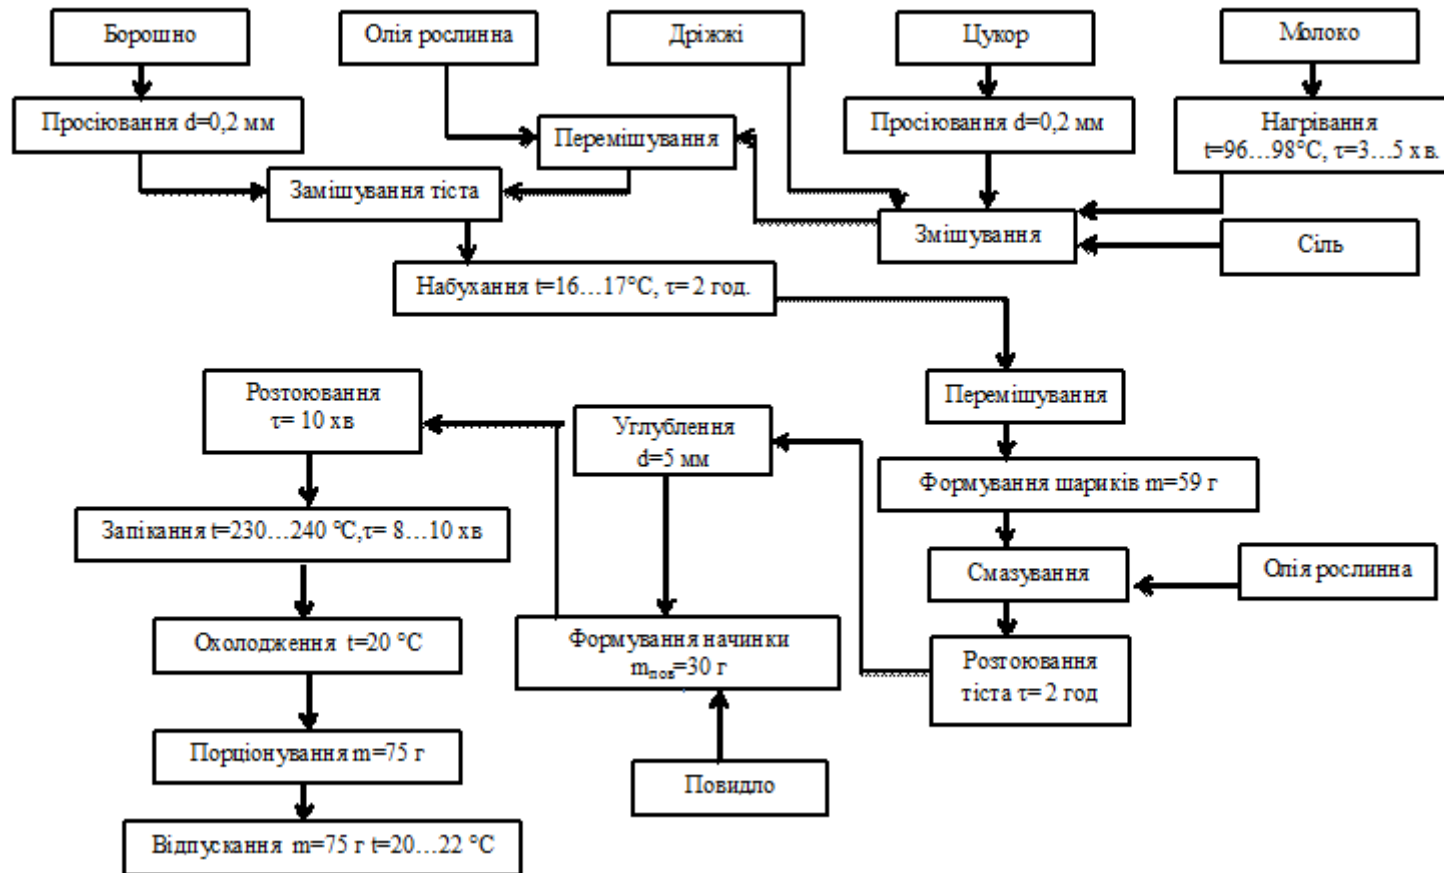 Борошно
Олія рослинна
Дріжжі
Цукор
Молоко
Просіювання d=0,2 мм
Перемішування
Просіювання d=0,2 мм
Нагрівання
t=96…98°C, τ=3…5 хв.
Замішування тіста
Змішування
Сіль
Набухання t=16…17°C, τ= 2 год.
Розтоювання
τ= 10 хв
Углублення
d=5 мм
Перемішування
Формування шариків m=59 г
Запікання t=230…240 °C,τ= 8…10 хв
Смазування
Олія рослинна
Охолодження t=20 °C
Формування начинки
mпов=30 г
Розтоювання
тіста τ= 2 год
Порціонування m=75 г
Повидло
Відпускання m=75 г t=20…22 °C